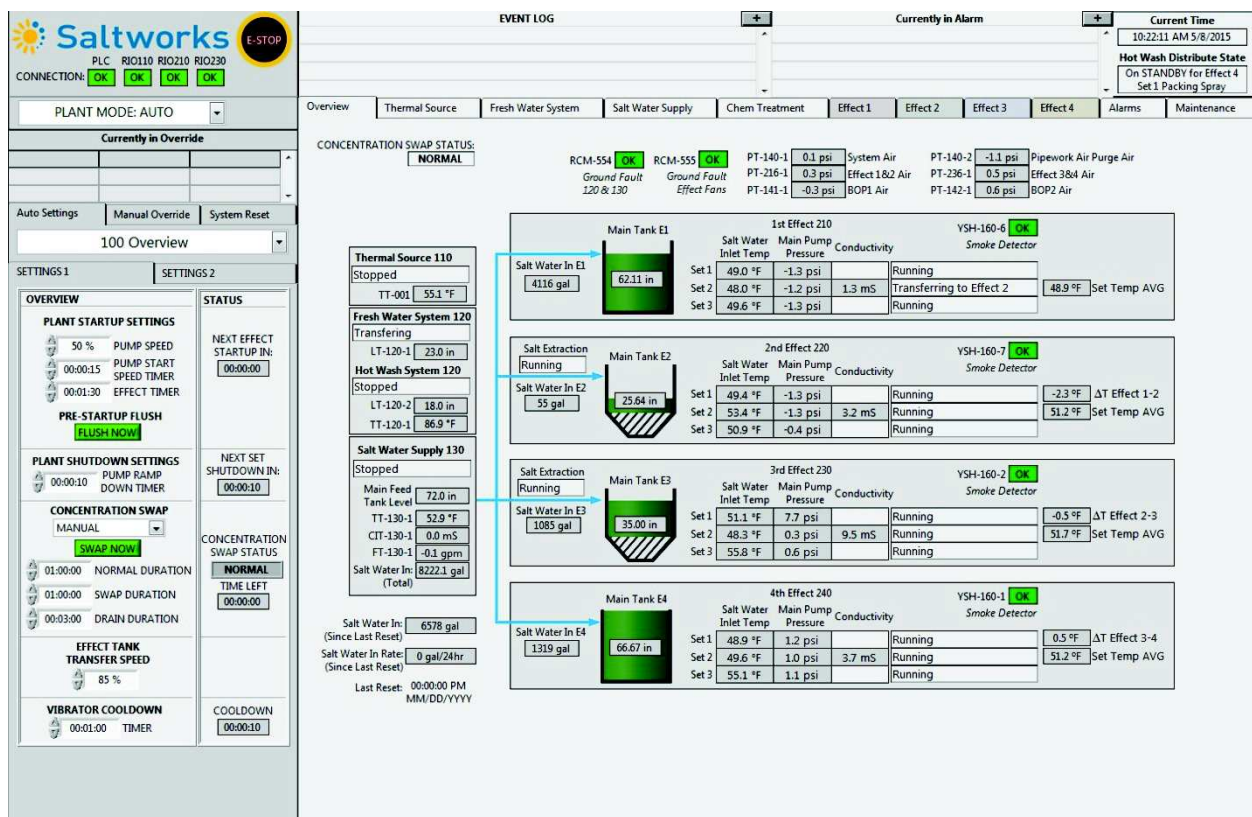 Saltworks
E-STOP
PLC RIO110 RIO210 RIO230
CONNECTION: OK OK OK OK
PLANT MODE: AUTO
Currently in Override
Auto Settings Manual Override System Reset
100 Overview
SETTINGS 1 SETTINGS 2
OVERVIEW STATUS
PLANT STARTUP SETTINGS
50 % PUMP SPEED
00:00:15 PUMP START SPEED TIMER
00:01:30 EFFECT TIMER
NEXT EFFECT STARTUP IN:
00:00:00
PRE-STARTUP FLUSH
FLUSH NOW
PLANT SHUTDOWN SETTINGS
00:00:10 PUMP RAMP DOWN TIMER
NEXT SET SHUTDOWN IN:
00:00:10
CONCENTRATION SWAP
MANUAL
SWAP NOW
01:00:00 NORMAL DURATION
01:00:00 SWAP DURATION
00:03:00 DRAIN DURATION
CONCENTRATION SWAP STATUS
NORMAL
TIME LEFT
00:00:00
EFFECT TANK TRANSFER SPEED
85 %
VIBRATOR COOLDOWN
00:01:00 TIMER
COOLDOWN
00:00:10
EVENT LOG +
Currently in Alarm +
Current Time
10:22:11 AM 5/8/2015
Hot Wash Distribute State
On STANDBY for Effect 4
Set 1 Packing Spray
Overview Thermal Source Fresh Water System Salt Water Supply Chem Treatment Effect 1 Effect 2 Effect 3 Effect 4 Alarms Maintenance
CONCENTRATION SWAP STATUS:
NORMAL
RCM-554 OK RCM-555 OK
Ground Fault 120 & 130
Ground Fault Effect Fans
PT-140-1 0.1 psi System Air PT-140-2 -1.1 psi Pipework Air Purge Air
PT-216-1 0.3 psi Effect 1&2 Air PT-236-1 0.5 psi Effect 3&4 Air
PT-141-1 -0.3 psi BOP1 Air PT-142-1 0.6 psi BOP2 Air
Thermal Source 110
Stopped
TT-001 55.1 °F
Fresh Water System 120
Transfering
LT-120-1 23.0 in
Hot Wash System 120
Stopped
LT-120-2 18.0 in
TT-120-1 86.9 °F
Salt Water Supply 130
Stopped
Main Feed Tank Level 72.0 in
TT-130-1 52.9 °F
CIT-130-1 0.0 mS
FT-130-1 -0.1 gpm
Salt Water In: 8222.1 gal
(Total)
Salt Water In: 6578 gal
(Since Last Reset)
Salt Water In Rate: 0 gal/24hr
(Since Last Reset)
Last Reset: 00:00:00 PM
MM/DD/YYYY
1st Effect 210
Main Tank E1
Salt Water In E1
4116 gal
62.11 in
Salt Water Inlet Temp Main Pump Pressure Conductivity
YSH-160-6 OK
Smoke Detector
Set 1 49.0 °F -1.3 psi Running
Set 2 48.0 °F -1.2 psi 1.3 mS Transferring to Effect 2 48.9 °F Set Temp AVG
Set 3 49.6 °F -1.3 psi Running
2nd Effect 220
Salt Extraction
Running
Main Tank E2
Salt Water In E2
55 gal
25.64 in
Salt Water Inlet Temp Main Pump Pressure Conductivity
YSH-160-7 OK
Smoke Detector
Set 1 49.4 °F -1.3 psi Running -2.3 °F ΔT Effect 1-2
Set 2 53.4 °F -1.3 psi 3.2 mS Running 51.2 °F Set Temp AVG
Set 3 50.9 °F -0.4 psi Running
3rd Effect 230
Salt Extraction
Running
Main Tank E3
Salt Water In E3
1085 gal
35.00 in
Salt Water Inlet Temp Main Pump Pressure Conductivity
YSH-160-2 OK
Smoke Detector
Set 1 51.1 °F 7.7 psi Running -0.5 °F ΔT Effect 2-3
Set 2 48.3 °F 0.3 psi 9.5 mS Running 51.7 °F Set Temp AVG
Set 3 55.8 °F 0.6 psi Running
4th Effect 240
Main Tank E4
Salt Water In E4
1319 gal
66.67 in
Salt Water Inlet Temp Main Pump Pressure Conductivity
YSH-160-1 OK
Smoke Detector
Set 1 48.9 °F 1.2 psi Running 0.5 °F ΔT Effect 3-4
Set 2 49.6 °F 1.0 psi 3.7 mS Running 51.2 °F Set Temp AVG
Set 3 55.1 °F 1.1 psi Running